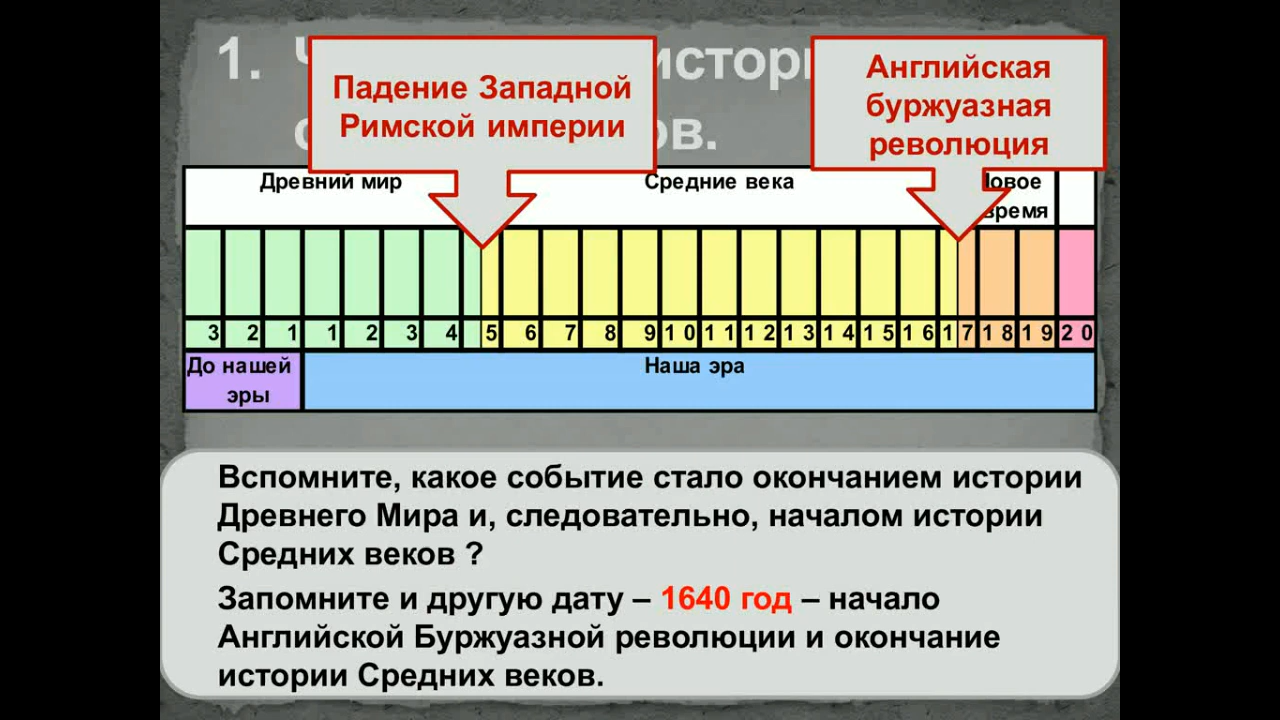 1.
Падение Западной
Римской империи
Английская
буржуазная
революция
Древний мир
Средние века
время
3 2 1 1 2 3 4 5 6 7 8 9 10 11 12 13 14 15 16 17 18 19 20
До нашей
эры
Наша эра
Вспомните, какое событие стало окончанием истории
Древнего Мира и, следовательно, началом истории
Средних веков ?
Запомните и другую дату – 1640 год – начало
Английской Буржуазной революции и окончание
истории Средних веков.